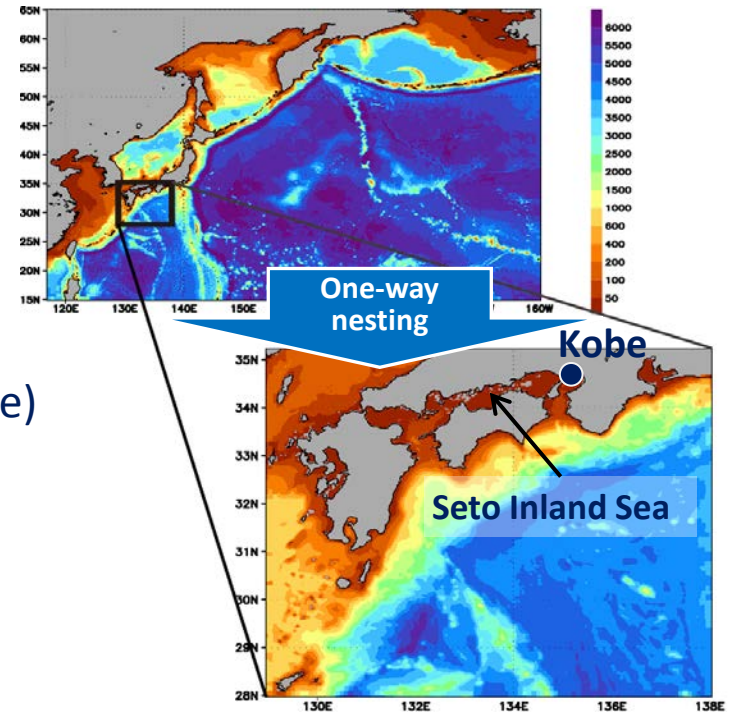 65N
60N
55N
50N
45N
40N
35N
30N
25N
20N
15N
120E
130E
140E
150E
160W
6000
5500
4500
4000
3500
3000
2500
2000
1500
1000
600
400
200
100
50
One-way
nesting
e)
Kobe
Seto Inland Sea
35N
34N
33N
32N
31N
30N
29N
28N
130E
132E
134E
136E
138E